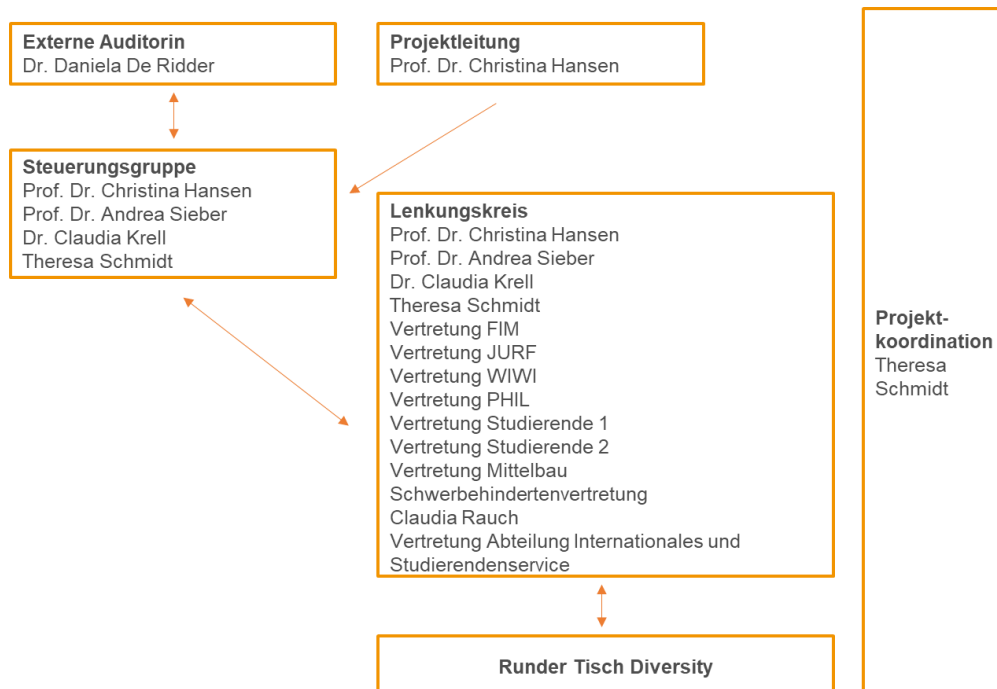 Externe Auditorin
Dr. Daniela De Ridder
Projektleitung
Prof. Dr. Christina Hansen
Steuerungsgruppe
Prof. Dr. Christina Hansen
Prof. Dr. Andrea Sieber
Dr. Claudia Krell
Theresa Schmidt
Lenkungskreis
Prof. Dr. Christina Hansen
Prof. Dr. Andrea Sieber
Dr. Claudia Krell
Theresa Schmidt
Vertretung FIM
Vertretung JURF
Vertretung WIWI
Vertretung PHIL
Vertretung Studierende 1
Vertretung Studierende 2
Vertretung Mittelbau
Schwerbehindertenvertretung
Claudia Rauch
Vertretung Abteilung Internationales und
Studierendenservice
Runder Tisch Diversity
Projekt-
koordination
Theresa
Schmidt